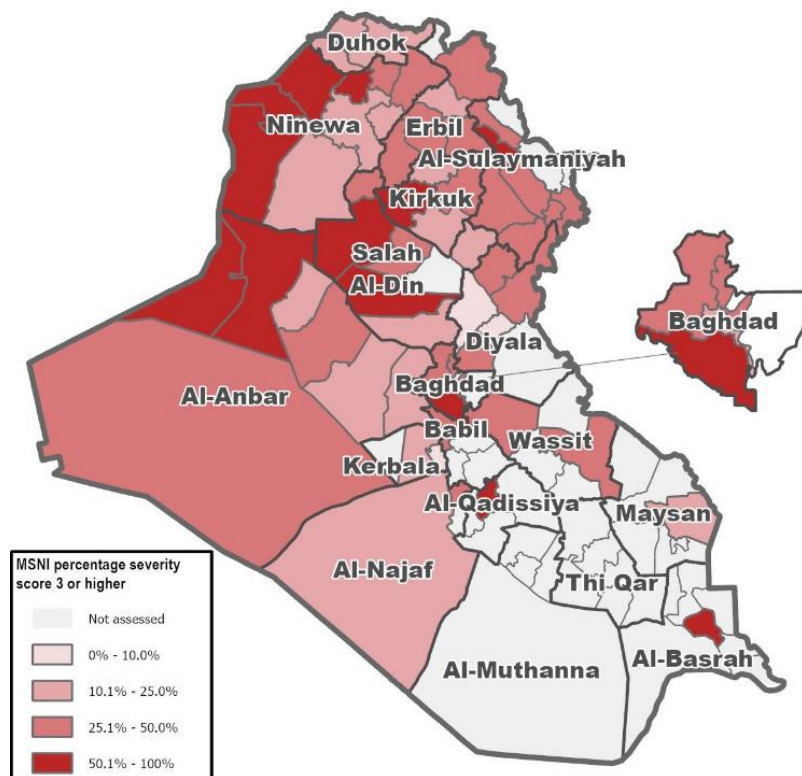 Duhok
Ninewa
Erbil
Al-Sulaymaniyah
Kirkuk
Salah
Al-Din
Diyala
Baghdad
Baghdad
Al-Anbar
Babil
Wassit
Kerbala
Al-Qadissiya
Maysan
Al-Najaf
Thi Qar
Al-Muthanna
Al-Basrah
MSNI percentage severity
score 3 or higher
Not assessed
0% - 10.0%
10.1% - 25.0%
25.1% - 50.0%
50.1% - 100%